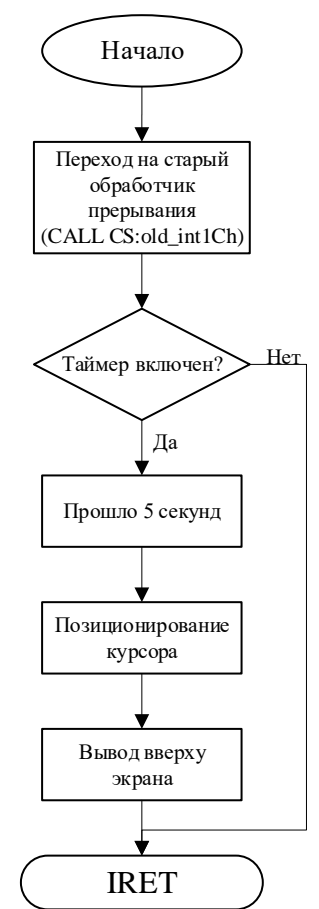 Начало
Переход на старый
обработчик
прерывания
(CALL CS:old_int1Ch)
Таймер включен?
Нет
Да
Прошло 5 секунд
Позиционирование
курсора
Вывод вверху
экрана
IRET